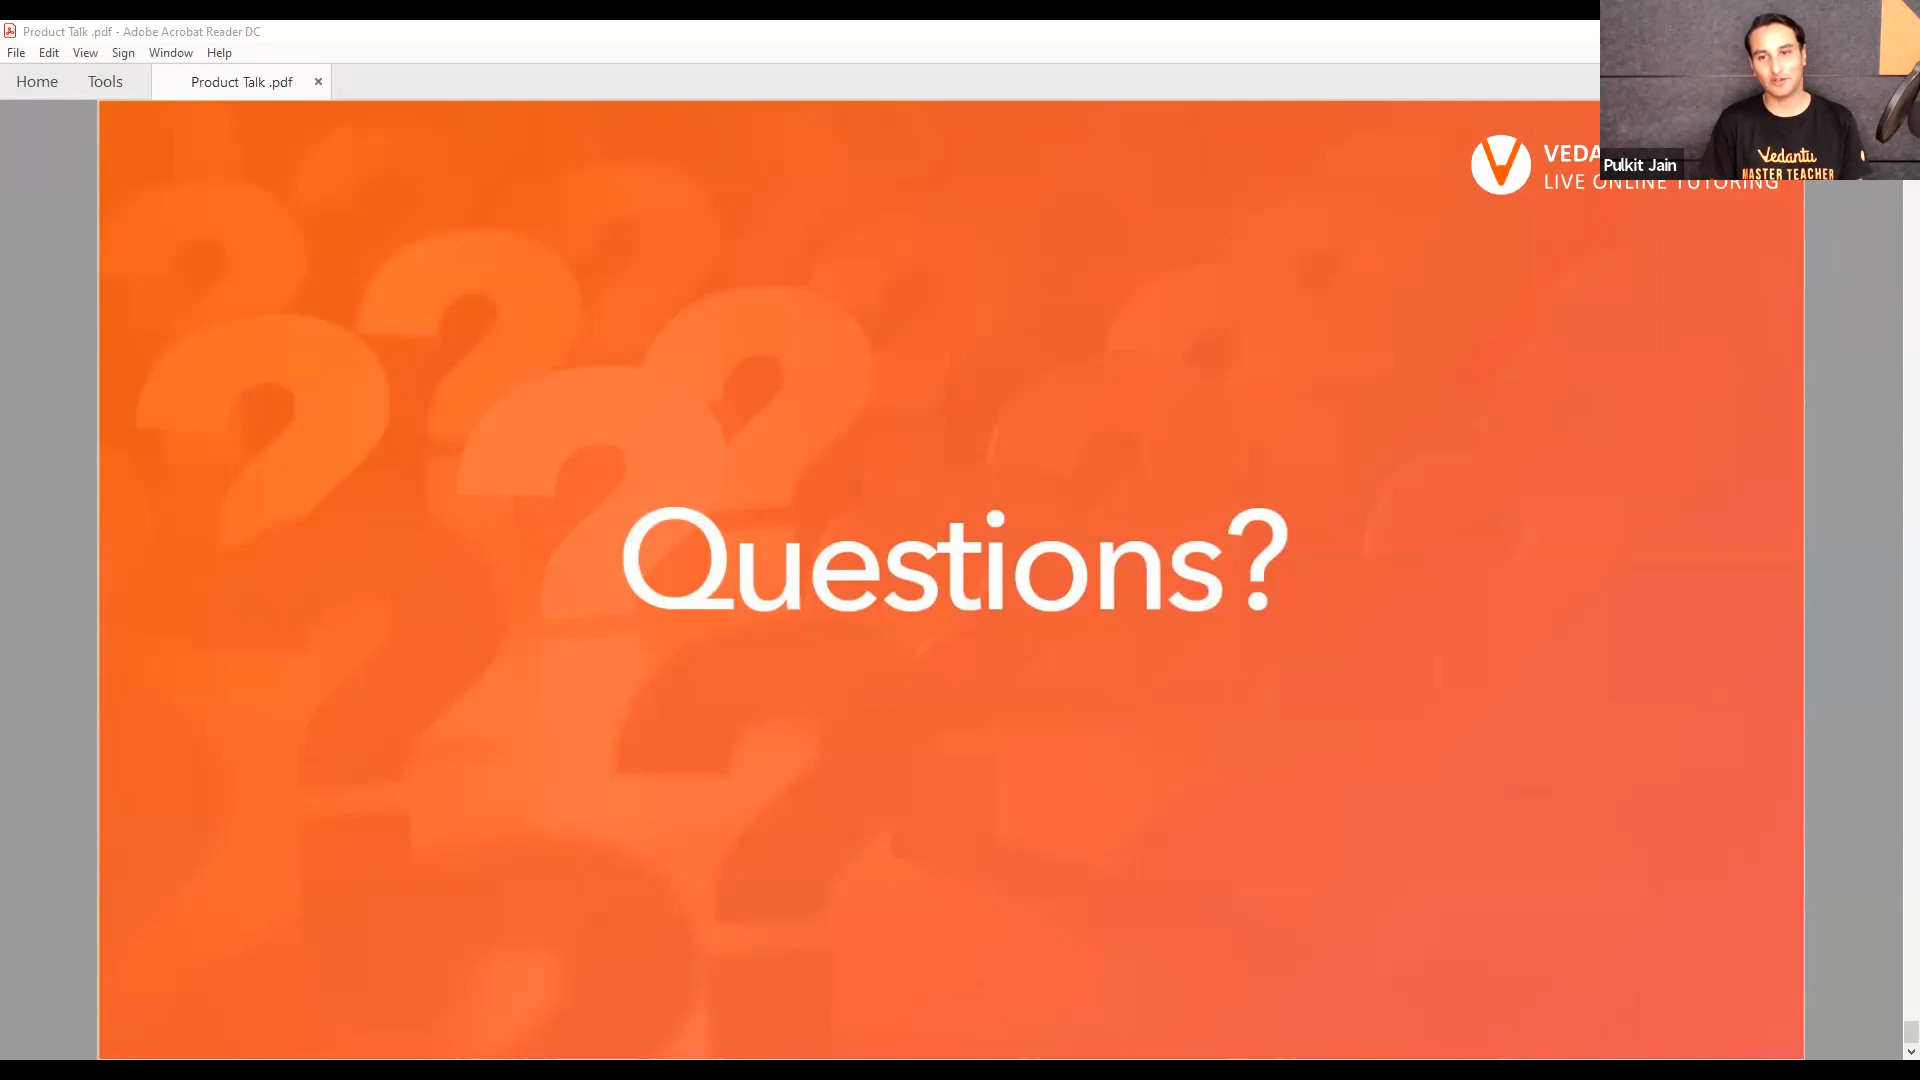 Product Talk .pdf - Adobe Acrobat Reader DC
File Edit View Sign Window Help
Home Tools Product Talk .pdf ×
VEDA
LIVE ONLINE TUTORING
Pulkit Jain
Vedantu
MASTER TEACHER
Questions?